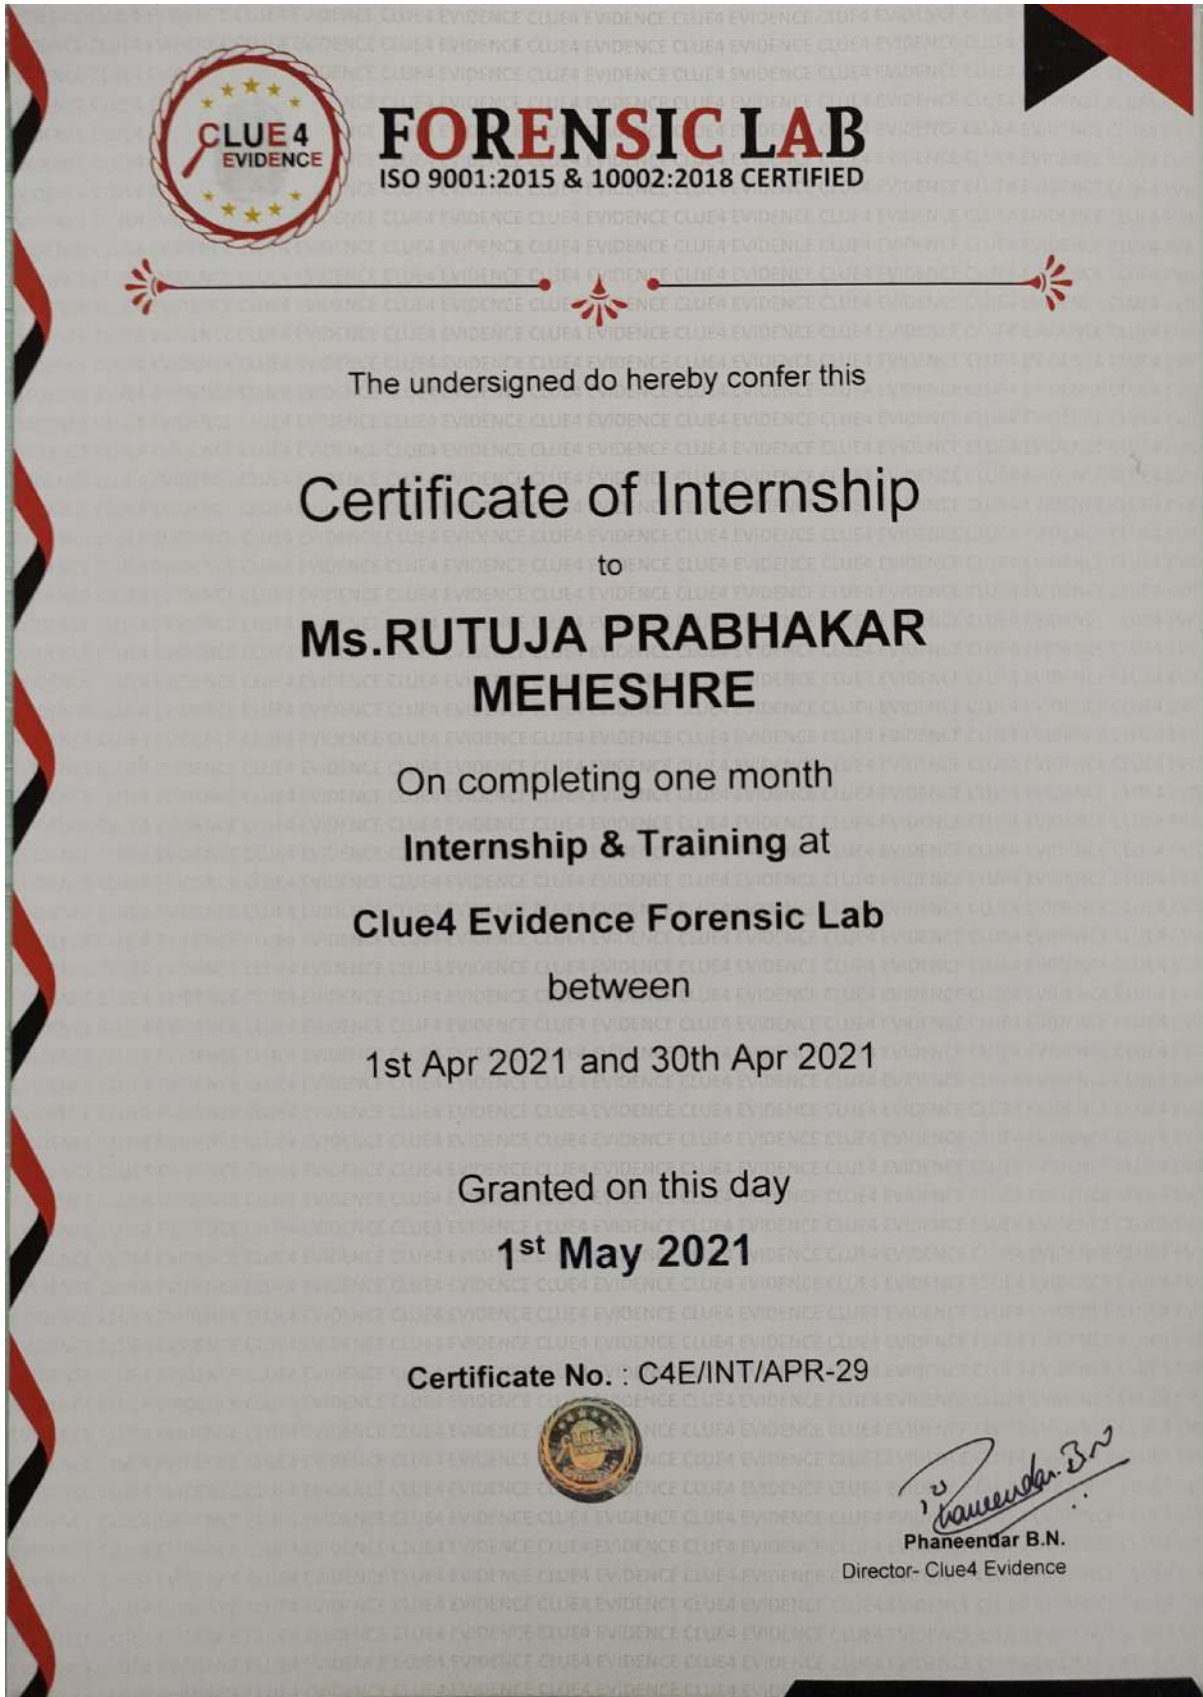 CLUE4
EVIDENCE
FORENSIC LAB
ISO 9001:2015 & 10002:2018 CERTIFIED
The undersigned do hereby confer this
Certificate of Internship
to
Ms.RUTUJA PRABHAKAR
MEHESHRE
On completing one month
Internship & Training at
Clue4 Evidence Forensic Lab
between
1st Apr 2021 and 30th Apr 2021
Granted on this day
1st May 2021
Certificate No. : C4E/INT/APR-29
CLUE4
Phaneendar.B.N
Phaneendar B.N.
Director- Clue4 Evidence